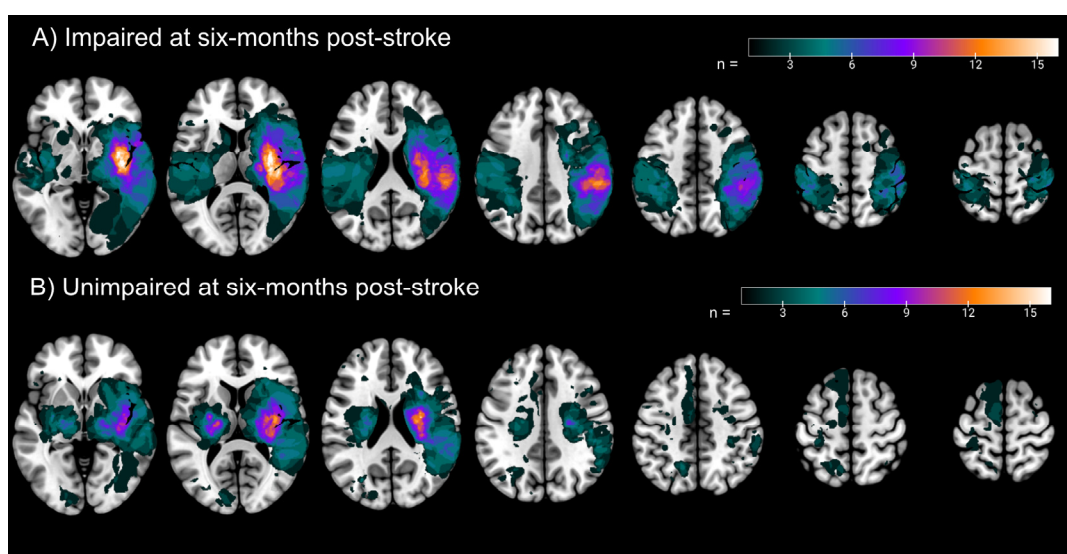 A) Impaired at six-months post-stroke
n = 3 6 9 12 15
B) Unimpaired at six-months post-stroke
n = 3 6 9 12 15